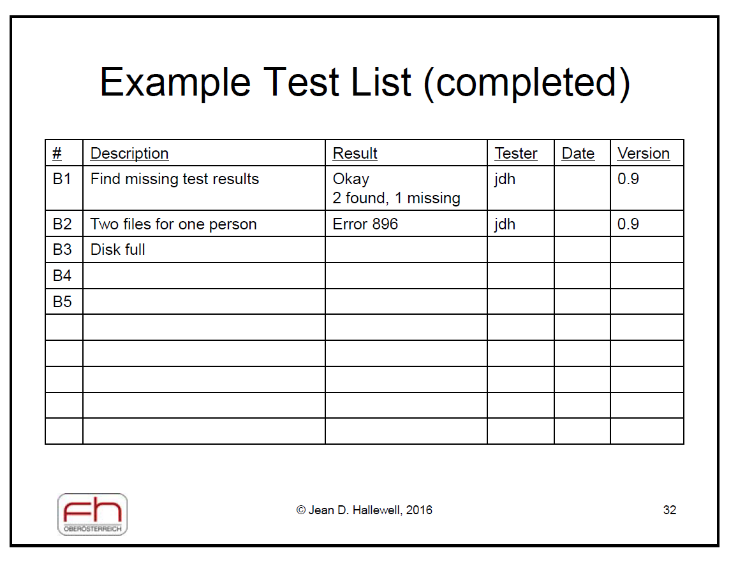 Example Test List (completed)
# Description Result Tester Date Version
B1 Find missing test results Okay jdh 0.9
2 found, 1 missing
B2 Two files for one person Error 896 jdh 0.9
B3 Disk full
B4
B5
fh
OBERÖSTERREICH
© Jean D. Hallewell, 2016
32